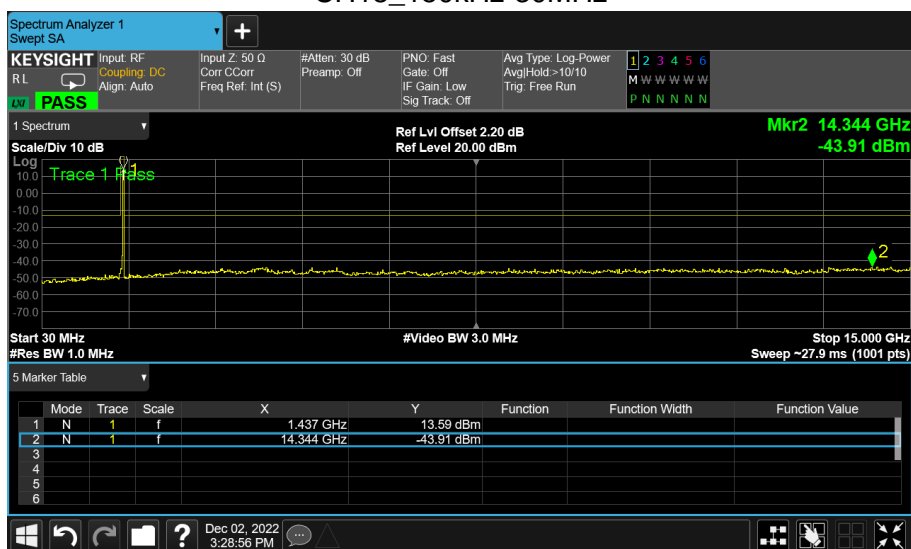 Spectrum Analyzer 1
Swept SA
KEYSIGHT
RL
LXI PASS
Input: RF
Coupling: DC
Align: Auto
Input Z: 50 Ω
Corr CCorr
Freq Ref: Int (S)
#Atten: 30 dB
Preamp: Off
PNO: Fast
Gate: Off
IF Gain: Low
Sig Track: Off
Avg Type: Log-Power
Avg|Hold:>10/10
Trig: Free Run
1 2 3 4 5 6
M W W W W W
P N N N N N
1 Spectrum
Scale/Div 10 dB
Ref Lvl Offset 2.20 dB
Ref Level 20.00 dBm
Mkr2 14.344 GHz
-43.91 dBm
Log
Trace 1 Pass
1
2
10.0
0.00
-10.0
-20.0
-30.0
-40.0
-50.0
-60.0
-70.0
Start 30 MHz
#Res BW 1.0 MHz
#Video BW 3.0 MHz
Stop 15.000 GHz
Sweep ~27.9 ms (1001 pts)
5 Marker Table
Mode Trace Scale X Y Function Function Width Function Value
1 N 1 f 1.437 GHz 13.59 dBm
2 N 1 f 14.344 GHz -43.91 dBm
3
4
5
6
?
Dec 02, 2022
3:28:56 PM